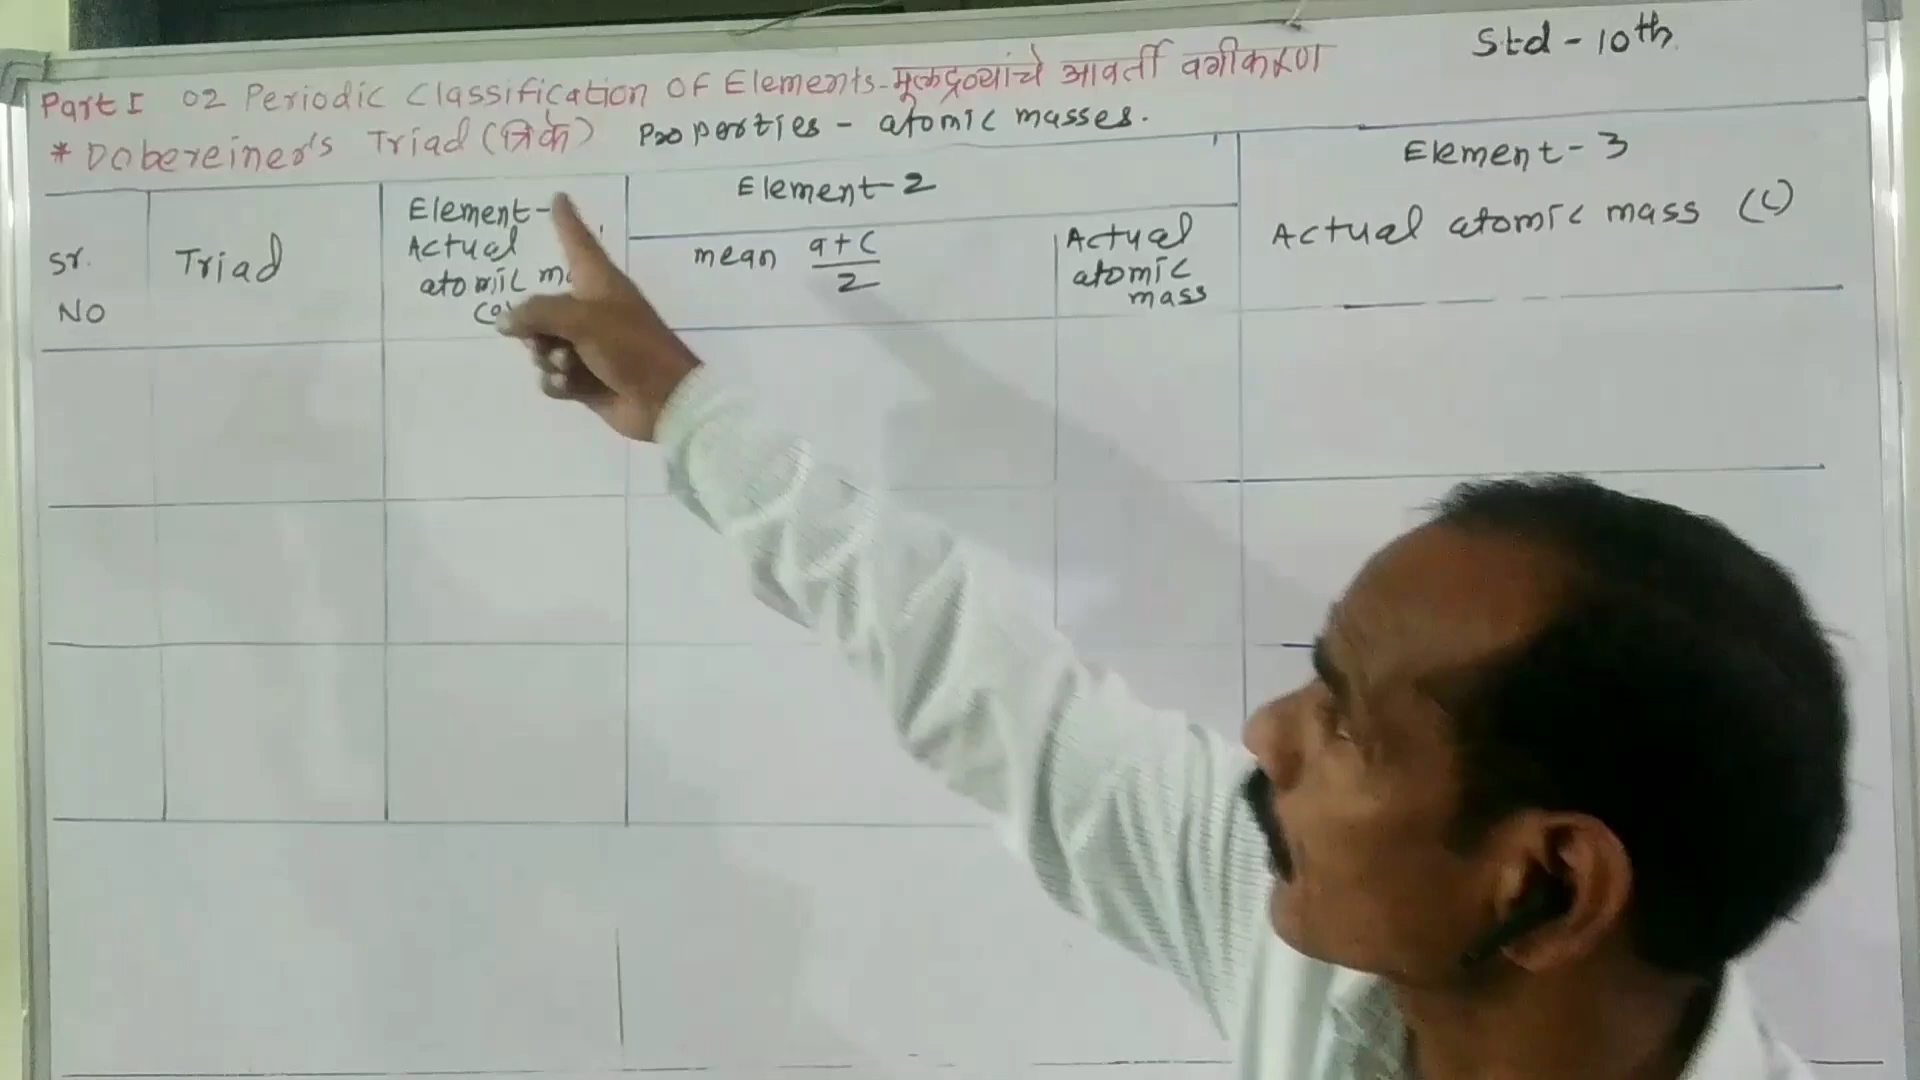 Std - 10th
Part I 02 Periodic Classification Of Elements - मूलद्रव्यांचे आवर्ती वर्गीकरण
* Dobereiner's Triad (त्रिके) Properties - atomic masses.
Sr. No
Triad
Element-
Actual
atomic
Element-2
mean a+c/2
Actual
atomic
mass
Element-3
Actual atomic mass (C)